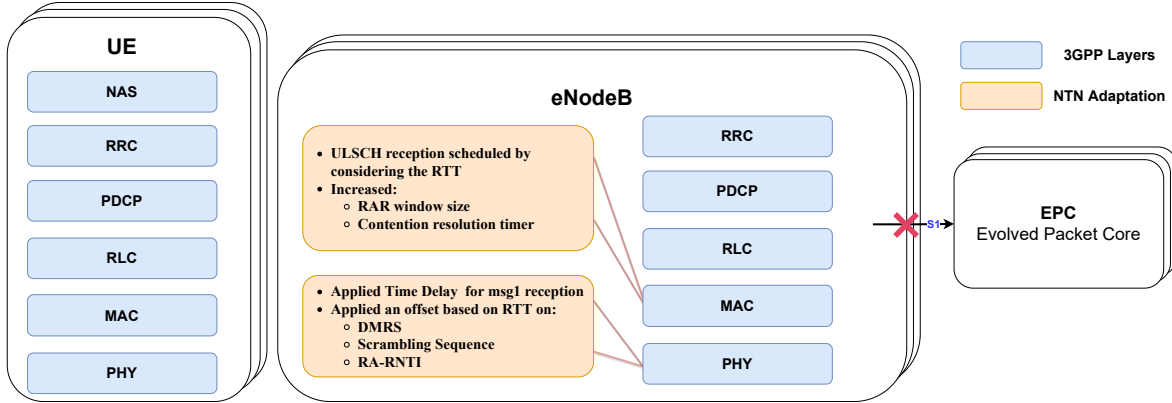 UE
NAS
RRC
PDCP
RLC
MAC
PHY
eNodeB
• ULSCH reception scheduled by
considering the RTT
• Increased:
○ RAR window size
○ Contention resolution timer
• Applied Time Delay for msg1 reception
• Applied an offset based on RTT on:
○ DMRS
○ Scrambling Sequence
○ RA-RNTI
RRC
PDCP
RLC
MAC
PHY
S1
3GPP Layers
NTN Adaptation
EPC
Evolved Packet Core